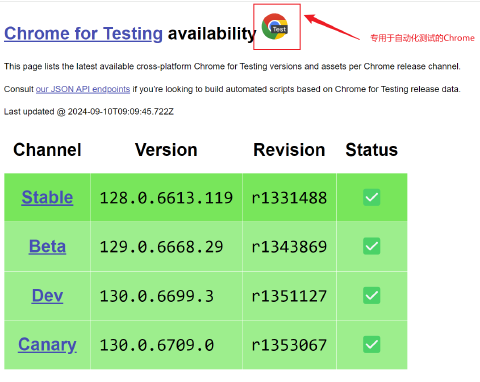 Chrome for Testing availability
Test
专用于自动化测试的Chrome
This page lists the latest available cross-platform Chrome for Testing versions and assets per Chrome release channel.
Consult our JSON API endpoints if you're looking to build automated scripts based on Chrome for Testing release data.
Last updated @ 2024-09-10T09:09:45.722Z
Channel Version Revision Status
Stable 128.0.6613.119 r1331488 ✅
Beta 129.0.6668.29 r1343869 ✅
Dev 130.0.6699.3 r1351127 ✅
Canary 130.0.6709.0 r1353067 ✅